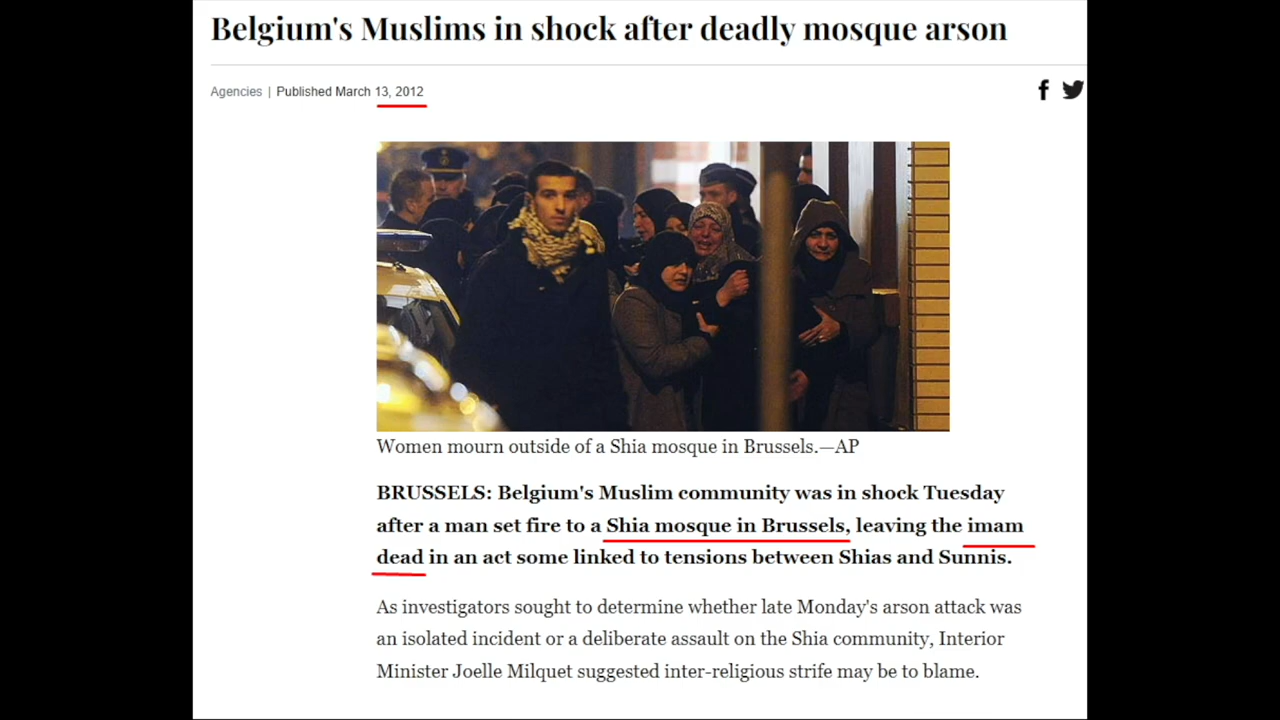 Belgium's Muslims in shock after deadly mosque arson
Agencies | Published March 13, 2012
Women mourn outside of a Shia mosque in Brussels.—AP
BRUSSELS: Belgium's Muslim community was in shock Tuesday
after a man set fire to a Shia mosque in Brussels, leaving the imam
dead in an act some linked to tensions between Shias and Sunnis.
As investigators sought to determine whether late Monday's arson attack was
an isolated incident or a deliberate assault on the Shia community, Interior
Minister Joelle Milquet suggested inter-religious strife may be to blame.